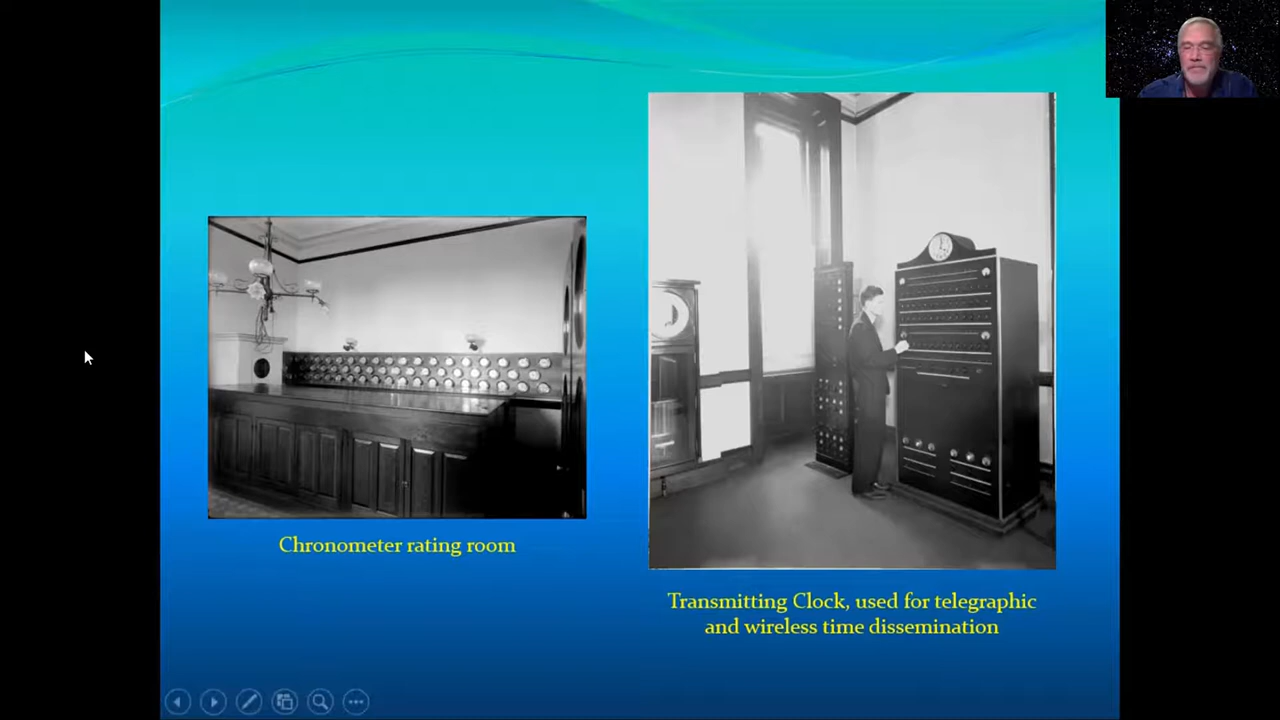 Chronometer rating room
Transmitting Clock, used for telegraphic
and wireless time dissemination